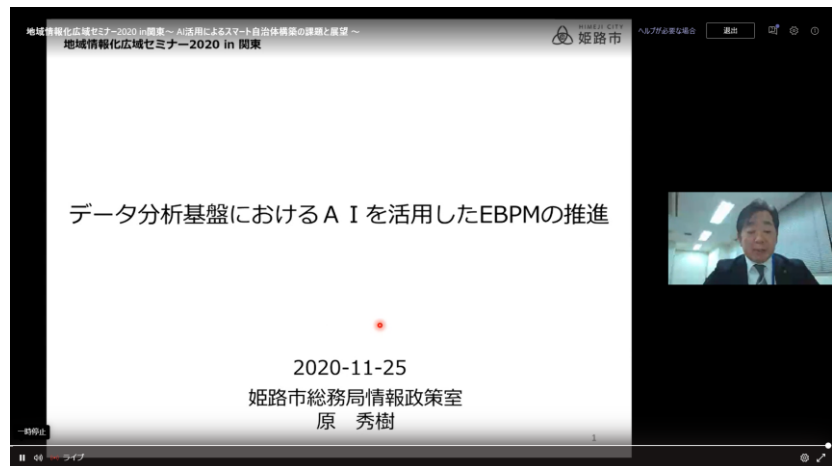 地域情報化広域セミナー2020 in関東～ AI活用によるスマート自治体構築の課題と展望 ～
地域情報化広域セミナー2020 in 関東
HIMEJI CITY
姫路市
ヘルプが必要な場合
退出
データ分析基盤におけるＡＩを活用したEBPMの推進
2020-11-25
姫路市総務局情報政策室
原　秀樹
1
一時停止
ライブ